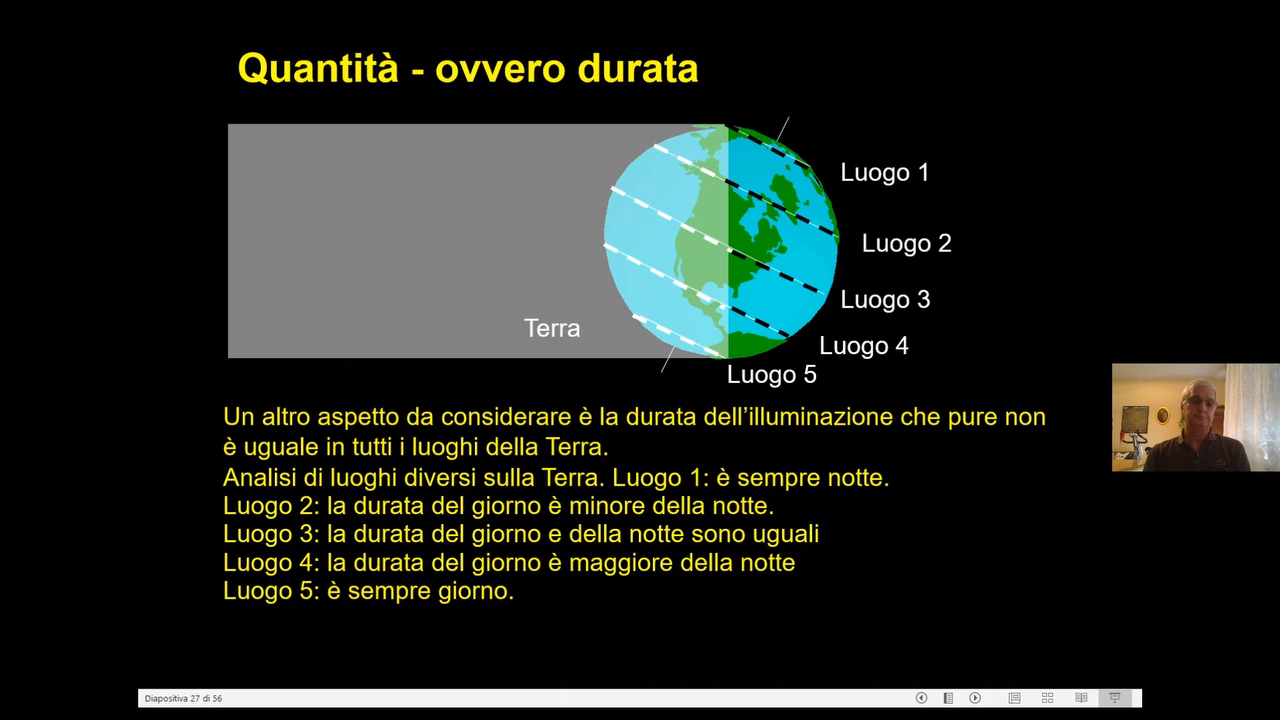 Quantità - ovvero durata
Luogo 1
Luogo 2
Luogo 3
Terra
Luogo 4
Luogo 5
Un altro aspetto da considerare è la durata dell’illuminazione che pure non
è uguale in tutti i luoghi della Terra.
Analisi di luoghi diversi sulla Terra. Luogo 1: è sempre notte.
Luogo 2: la durata del giorno è minore della notte.
Luogo 3: la durata del giorno e della notte sono uguali
Luogo 4: la durata del giorno è maggiore della notte
Luogo 5: è sempre giorno.
Diapositiva 27 di 56